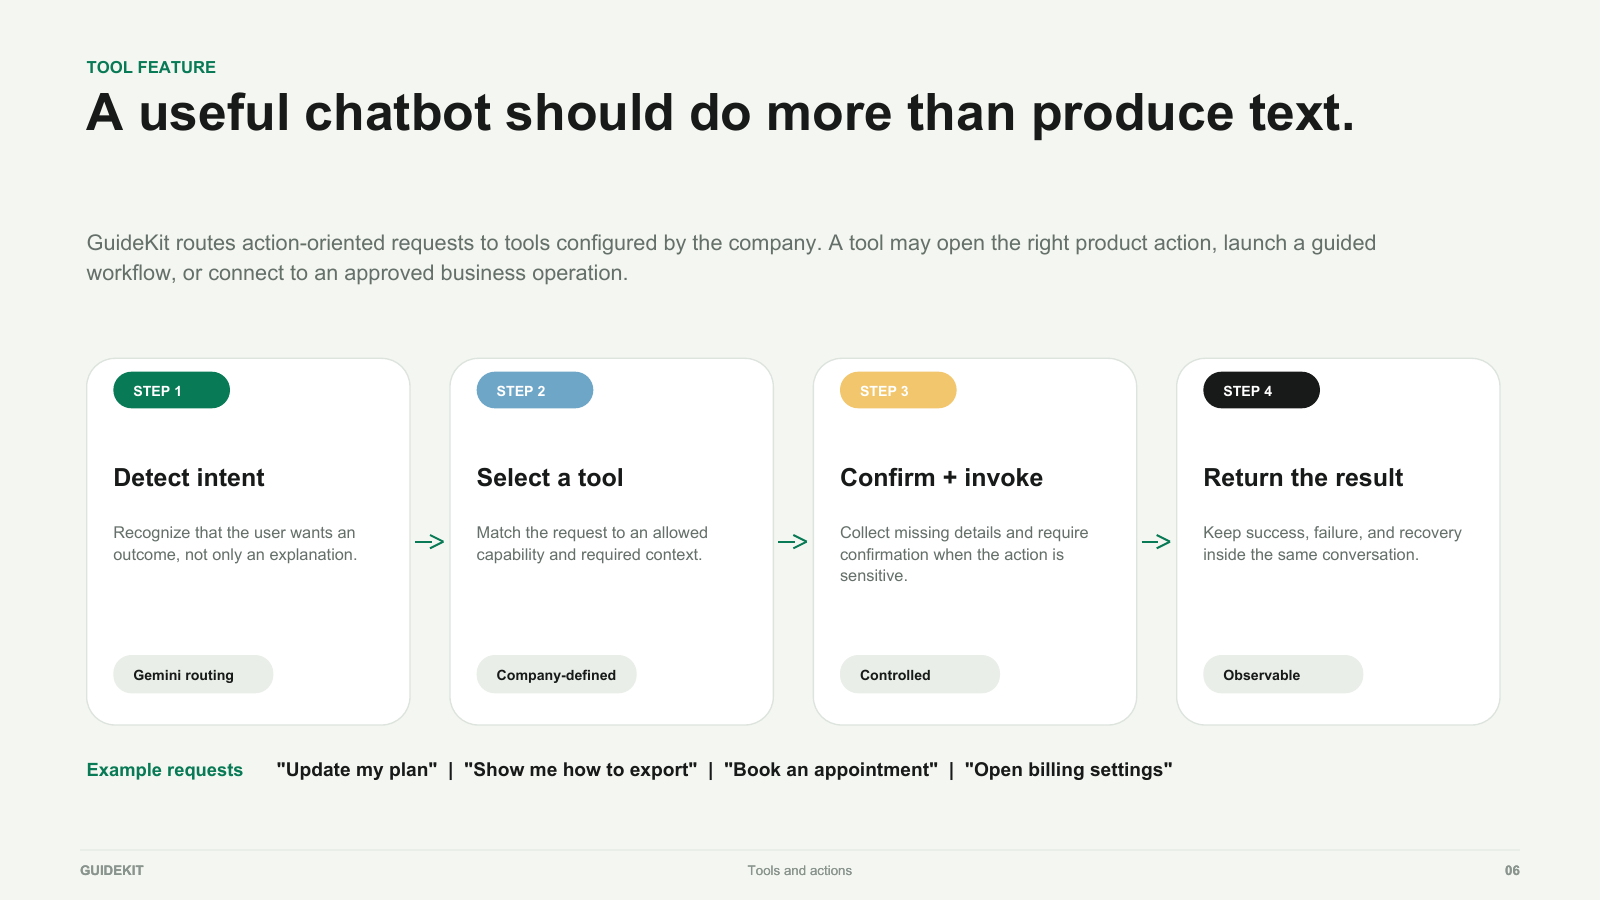 TOOL FEATURE
A useful chatbot should do more than produce text.
GuideKit routes action-oriented requests to tools configured by the company. A tool may open the right product action, launch a guided
workflow, or connect to an approved business operation.
STEP 1
Detect intent
Recognize that the user wants an
outcome, not only an explanation.
Gemini routing
STEP 2
Select a tool
Match the request to an allowed
capability and required context.
Company-defined
STEP 3
Confirm + invoke
Collect missing details and require
confirmation when the action is
sensitive.
Controlled
STEP 4
Return the result
Keep success, failure, and recovery
inside the same conversation.
Observable
Example requests "Update my plan" | "Show me how to export" | "Book an appointment" | "Open billing settings"
GUIDEKIT Tools and actions 06